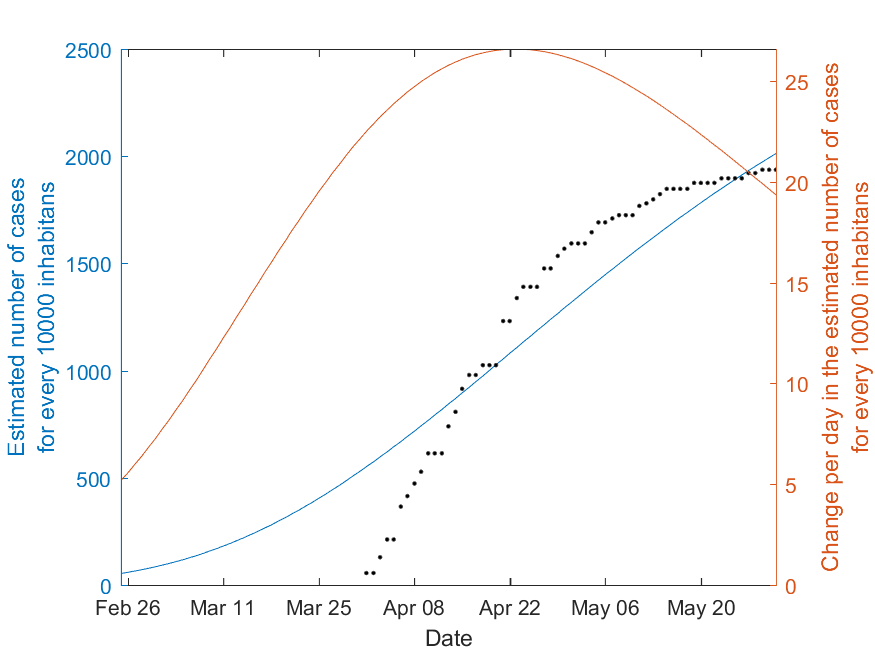 Estimated number of cases
for every 10000 inhabitans
2500
2000
1500
1000
500
0
Feb 26 Mar 11 Mar 25 Apr 08 Apr 22 May 06 May 20
Date
25
20
15
10
5
0
Change per day in the estimated number of cases
for every 10000 inhabitans